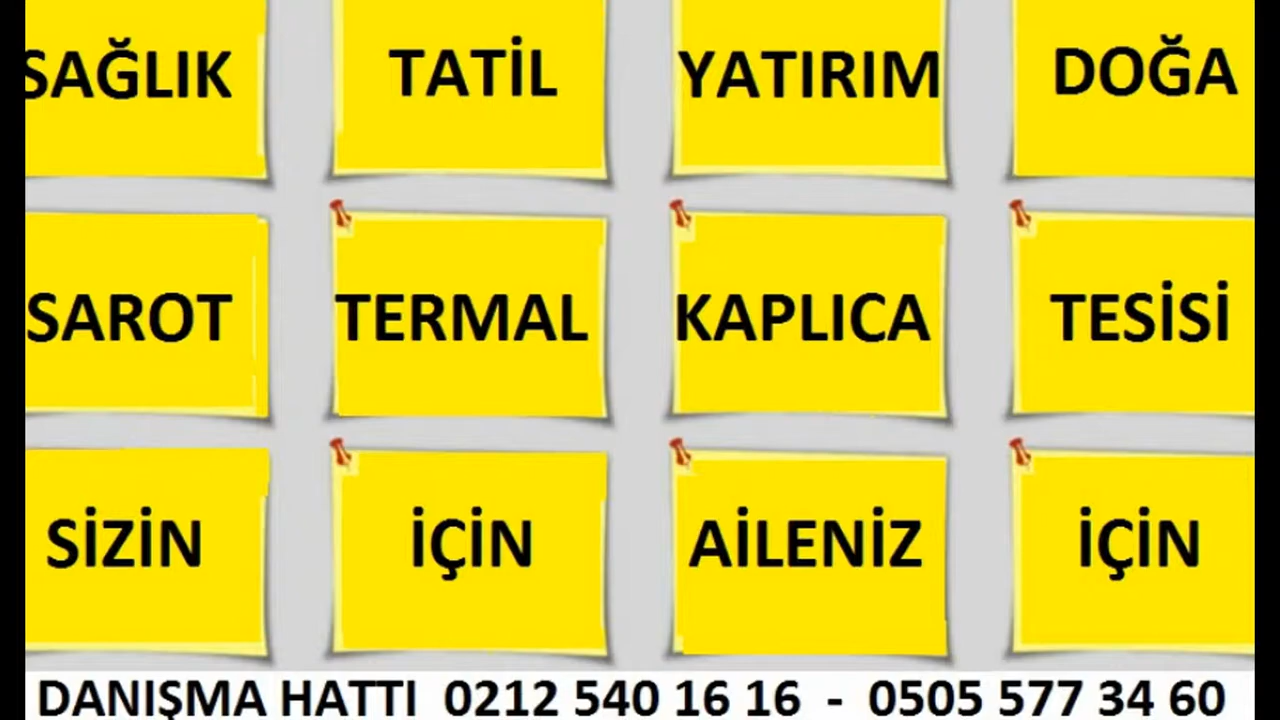 SAĞLIK TATİL YATIRIM DOĞA
SAROT TERMAL KAPLICA TESİSİ
SİZİN İÇİN AİLENİZ İÇİN
DANIŞMA HATTI 0212 540 16 16 - 0505 577 34 60